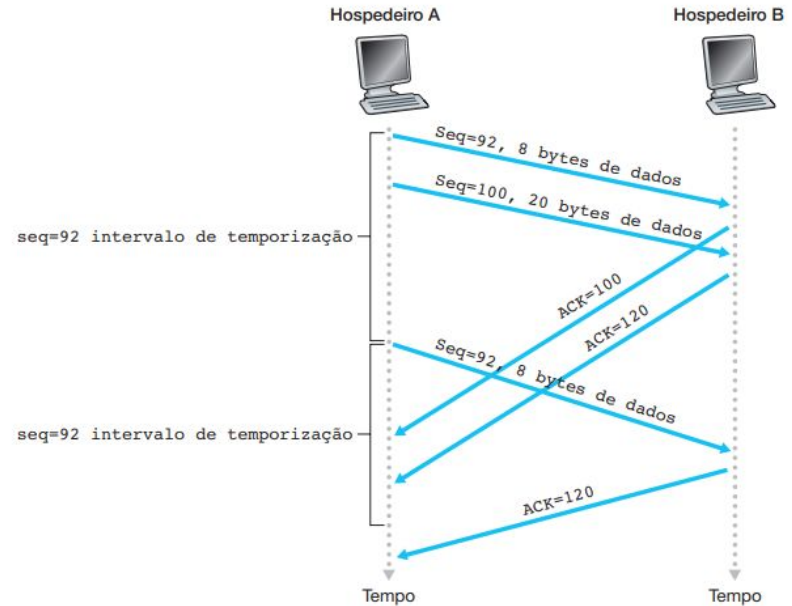 Hospedeiro A
Hospedeiro B
Seq=92, 8 bytes de dados
Seq=100, 20 bytes de dados
seq=92 intervalo de temporização
ACK=100
ACK=120
Seq=92, 8 bytes de dados
seq=92 intervalo de temporização
ACK=120
Tempo
Tempo